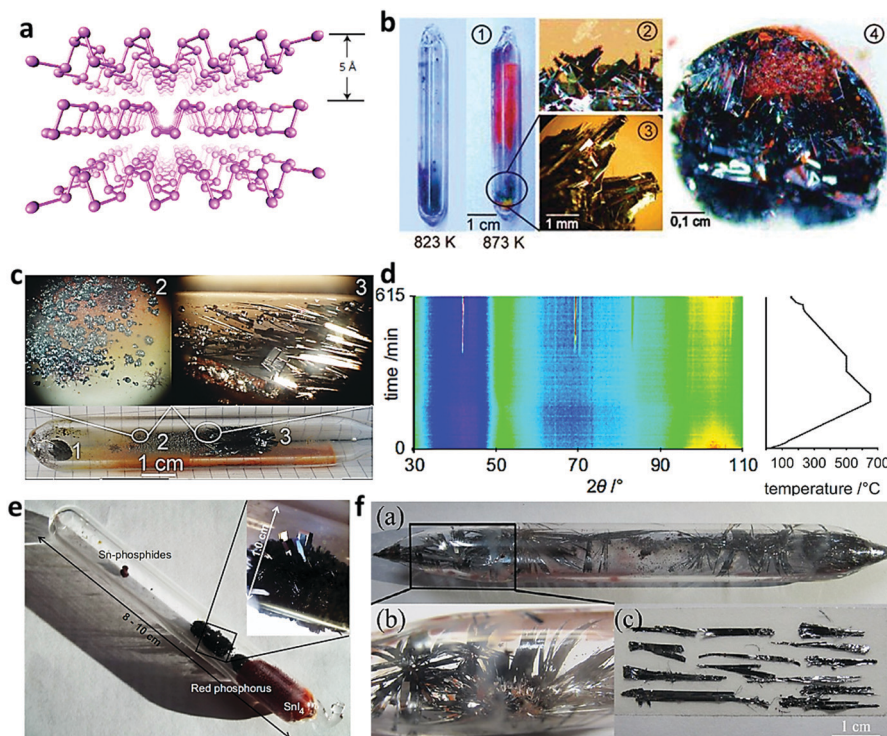 a
5 Å
b
①
②
③
④
1 cm
1 mm
0,1 cm
823 K
873 K
c
2
3
1
2
3
1 cm
d
615
time /min
0
30
50
70
90
110
2θ /°
100
300
500
700
temperature /°C
e
Sn-phosphides
1.0 cm
8 - 10 cm
Red phosphorus
SnI₄
f
(a)
(b)
(c)
1 cm